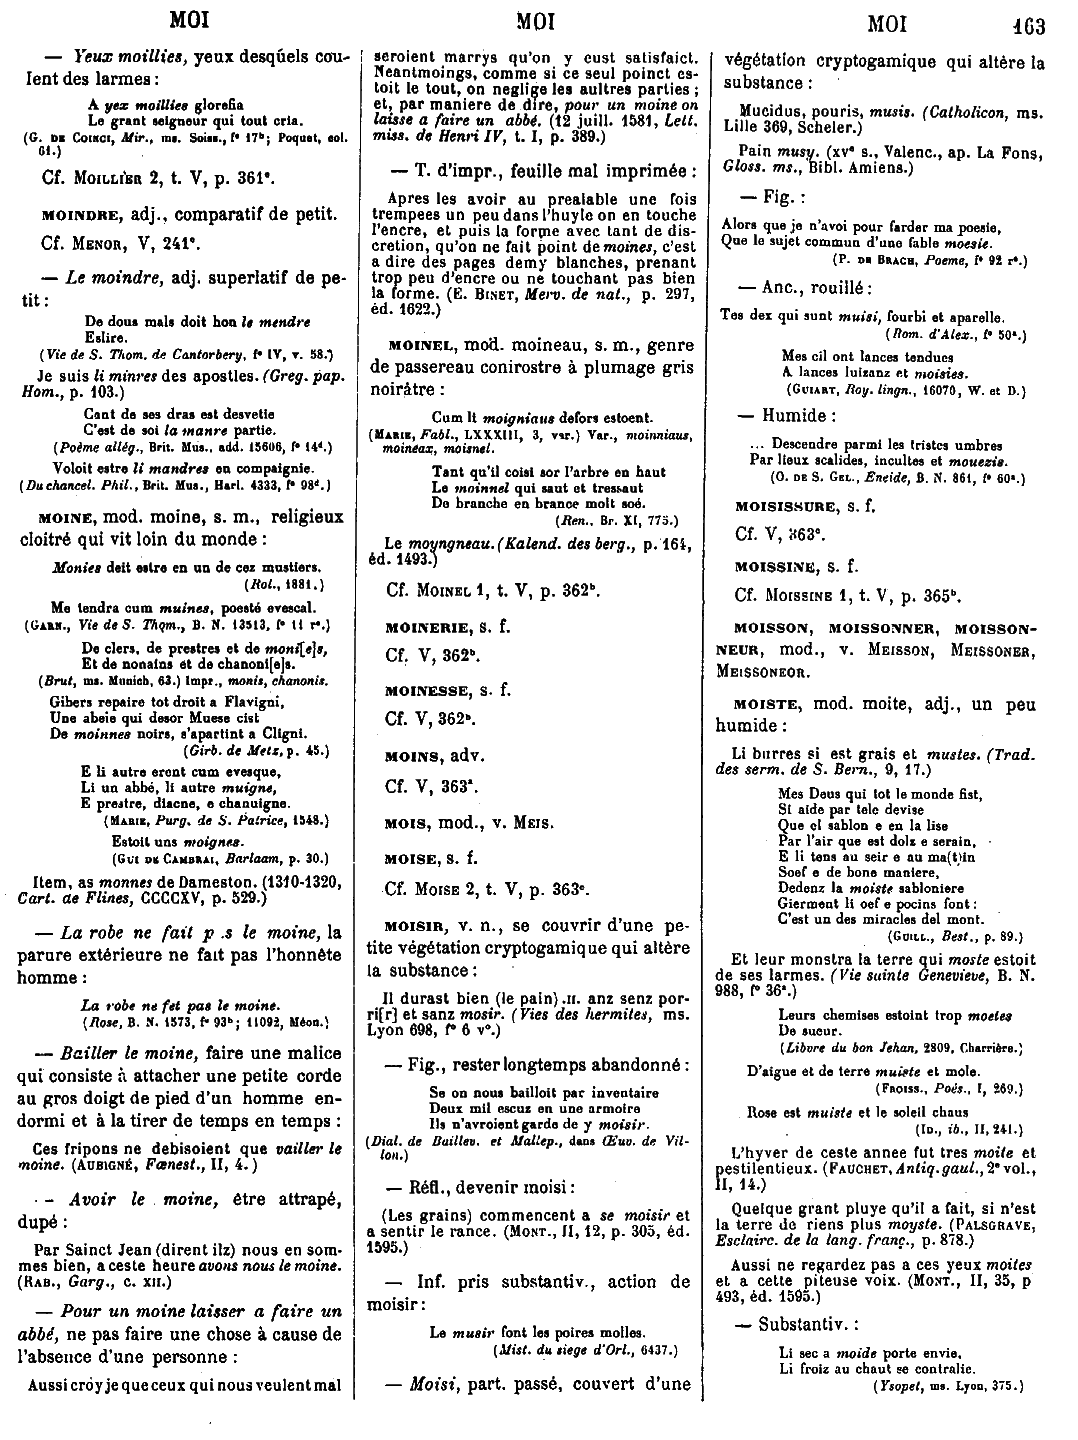 MOI
MOI
MOI
163
— Yeux moillies, yeux desquels cou-
lent des larmes :
A yex moillies glorefia
Le grant seigneur qui tout cria.
(G. DE COINCI, Mir., ms. Soiss., f° 17ᵇ; Poquet, col.
61.)
Cf. MOILLIER 2, t. V, p. 361ᵉ.
MOINDRE, adj., comparatif de petit.
Cf. MENOR, V, 241ᵉ.
— Le moindre, adj. superlatif de pe-
tit :
De dous mals doit hon le mendre
Eslire.
(Vie de S. Thom. de Cantorbery, f° IV, v. 58.)
Je suis li minres des apostles. (Greg. pap.
Hom., p. 103.)
Cant de ses dras est desvetie
C'est de soi la manre partie.
(Poème allég., Brit. Mus., add. 15606, f° 14ᵈ.)
Voloit estre li mandres en compaignie.
(Du chancel. Phil., Brit. Mus., Harl. 4333, f° 98ᵈ.)
MOINE, mod. moine, s. m., religieux
cloîtré qui vit loin du monde :
Monies deit estre en un de cez mustiers.
(Rol., 1881.)
Me tendra cum muines, poesté evescal.
(GARN., Vie de S. Thom., B. N. 13513, f° 11 r°.)
De clers, de prestres et de moni[e]s,
Et de nonains et de chanoni[e]s.
(Brut, ms. Munich, 63.) Impr., monis, chanonis.
Gibers repaire tot droit a Flavigni,
Une abeie qui desor Muese cist
De moinnes noirs, s'apartint a Cligni.
(Girb. de Metz, p. 45.)
E li autre erent cum evesque,
Li un abbé, li autre muigne,
E prestre, diacne, e chanuigne.
(MARIE, Purg. de S. Patrice, 1548.)
Estoit uns moignes.
(GUI DE CAMBRAI, Barlaam, p. 30.)
Item, as monnes de Dameston. (1310-1320,
Cart. de Flines, CCCCXV, p. 529.)
— La robe ne fait p .s le moine, la
parure extérieure ne fait pas l'honnête
homme :
La robe ne fet pas le moine.
(Rose, B. N. 1573, f° 93ᵇ; 11092, Méon.)
— Bailler le moine, faire une malice
qui consiste à attacher une petite corde
au gros doigt de pied d'un homme en-
dormi et à la tirer de temps en temps :
Ces fripons ne debisoient que vailler le
moine. (AUBIGNÉ, Fœnest., II, 4.)
— Avoir le moine, être attrapé,
dupé :
Par Sainct Jean (dirent ilz) nous en som-
mes bien, a ceste heure avons nous le moine.
(RAB., Garg., c. XII.)
— Pour un moine laisser a faire un
abbé, ne pas faire une chose à cause de
l'absence d'une personne :
Aussi croy je que ceux qui nous veulent mal
seroient marrys qu'on y eust satisfaict.
Neantmoings, comme si ce seul poinct es-
toit le tout, on neglige les aultres parties ;
et, par maniere de dire, pour un moine on
laisse a faire un abbé. (12 juill. 1581, Lett.
miss. de Henri IV, t. I, p. 389.)
— T. d'impr., feuille mal imprimée :
Apres les avoir au prealable une fois
trempees un peu dans l'huyle on en touche
l'encre, et puis la forme avec tant de dis-
cretion, qu'on ne fait point de moines, c'est
a dire des pages demy blanches, prenant
trop peu d'encre ou ne touchant pas bien
la forme. (E. BINET, Merv. de nat., p. 297,
éd. 1622.)
MOINEL, mod. moineau, s. m., genre
de passereau conirostre à plumage gris
noirâtre :
Cum li moigniaus defors estoent.
(MARIE, Fabl., LXXXIII, 3, var.) Var., moinniaus,
moineax, moisnel.
Tant qu'il coisi sor l'arbre en haut
Le moinnel qui saut et tressaut
De branche en brance molt soé.
(Ren., Br. XI, 775.)
Le moyngneau. (Kalend. des berg., p. 164,
éd. 1493.)
Cf. MOINEL 1, t. V, p. 362ᵇ.
MOINERIE, s. f.
Cf. V, 362ᵇ.
MOINESSE, s. f.
Cf. V, 362ᵇ.
MOINS, adv.
Cf. V, 363ᵃ.
MOIS, mod., v. MEIS.
MOISE, s. f.
Cf. MOISE 2, t. V, p. 363ᵉ.
MOISIR, v. n., se couvrir d'une pe-
tite végétation cryptogamique qui altère
la substance :
Il durast bien (le pain) .II. anz senz por-
ri[r] et sanz mosir. (Vies des hermites, ms.
Lyon 698, f° 6 v°.)
— Fig., rester longtemps abandonné :
Se on nous bailloit par inventaire
Deux mil escuz en une armoire
Ils n'avroient garde de y moisir.
(Dial. de Baillev. et Mallep., dans Œuv. de Vil-
lon.)
— Réfl., devenir moisi :
(Les grains) commencent a se moisir et
a sentir le rance. (MONT., II, 12, p. 305, éd.
1595.)
— Inf. pris substantiv., action de
moisir :
Le musir font les poires molles.
(Mist. du siege d'Orl., 6437.)
— Moisi, part. passé, couvert d'une
végétation cryptogamique qui altère la
substance :
Mucidus, pouris, musis. (Catholicon, ms.
Lille 369, Scheler.)
Pain musy. (XVᵉ s., Valenc., ap. La Fons,
Gloss. ms., Bibl. Amiens.)
— Fig. :
Alors que je n'avoi pour farder ma poesie,
Que le sujet commun d'une fable moesie.
(P. DE BRACH, Poeme, f° 92 r°.)
— Anc., rouillé :
Tes dex qui sunt muisi, fourbi et aparelle.
(Rom. d'Alex., f° 50ᵃ.)
Mes cil ont lances tendues
A lances luizanz et moisies.
(GUIART, Roy. lingn., 16070, W. et D.)
— Humide :
... Descendre parmi les tristes umbres
Par lieux scalides, incultes et mouezis.
(O. DE S. GEL., Eneide, B. N. 861, f° 60ᵃ.)
MOISISSURE, s. f.
Cf. V, 363ᵉ.
MOISSINE, s. f.
Cf. MOISSINE 1, t. V, p. 365ᵇ.
MOISSON, MOISSONNER, MOISSON-
NEUR, mod., v. MEISSON, MEISSONER,
MEISSONEOR.
MOISTE, mod. moite, adj., un peu
humide :
Li burres si est grais et mustes. (Trad.
des serm. de S. Bern., 9, 17.)
Mes Deus qui tot le monde fist,
Si aide par tele devise
Que el sablon e en la lise
Par l'air que est dolz e serain,
E li tens au seir e au ma(t)in
Soef e de bone maniere,
Dedenz la moiste sabloniere
Gierment li oef e pocins font :
C'est un des miracles del mont.
(GUILL., Best., p. 89.)
Et leur monstra la terre qui moste estoit
de ses larmes. (Vie sainte Genevieve, B. N.
988, f° 36ᵃ.)
Leurs chemises estoint trop moetes
De sueur.
(Libvre du bon Jehan, 2809, Charrière.)
D'aigue et de terre muiste et mole.
(FROISS., Poés., I, 269.)
Rose est muiste et le soleil chaus
(ID., ib., II, 241.)
L'hyver de ceste annee fut tres moite et
pestilentieux. (FAUCHET, Antiq. gaul., 2ᵉ vol.,
II, 14.)
Quelque grant pluye qu'il a fait, si n'est
la terre de riens plus moyste. (PALSGRAVE,
Esclairc. de la lang. franç., p. 878.)
Aussi ne regardez pas a ces yeux moites
et a cette piteuse voix. (MONT., II, 35, p
493, éd. 1595.)
— Substantiv. :
Li sec a moide porte envie,
Li froiz au chaut se contralie.
(Ysopet, ms. Lyon, 375.)